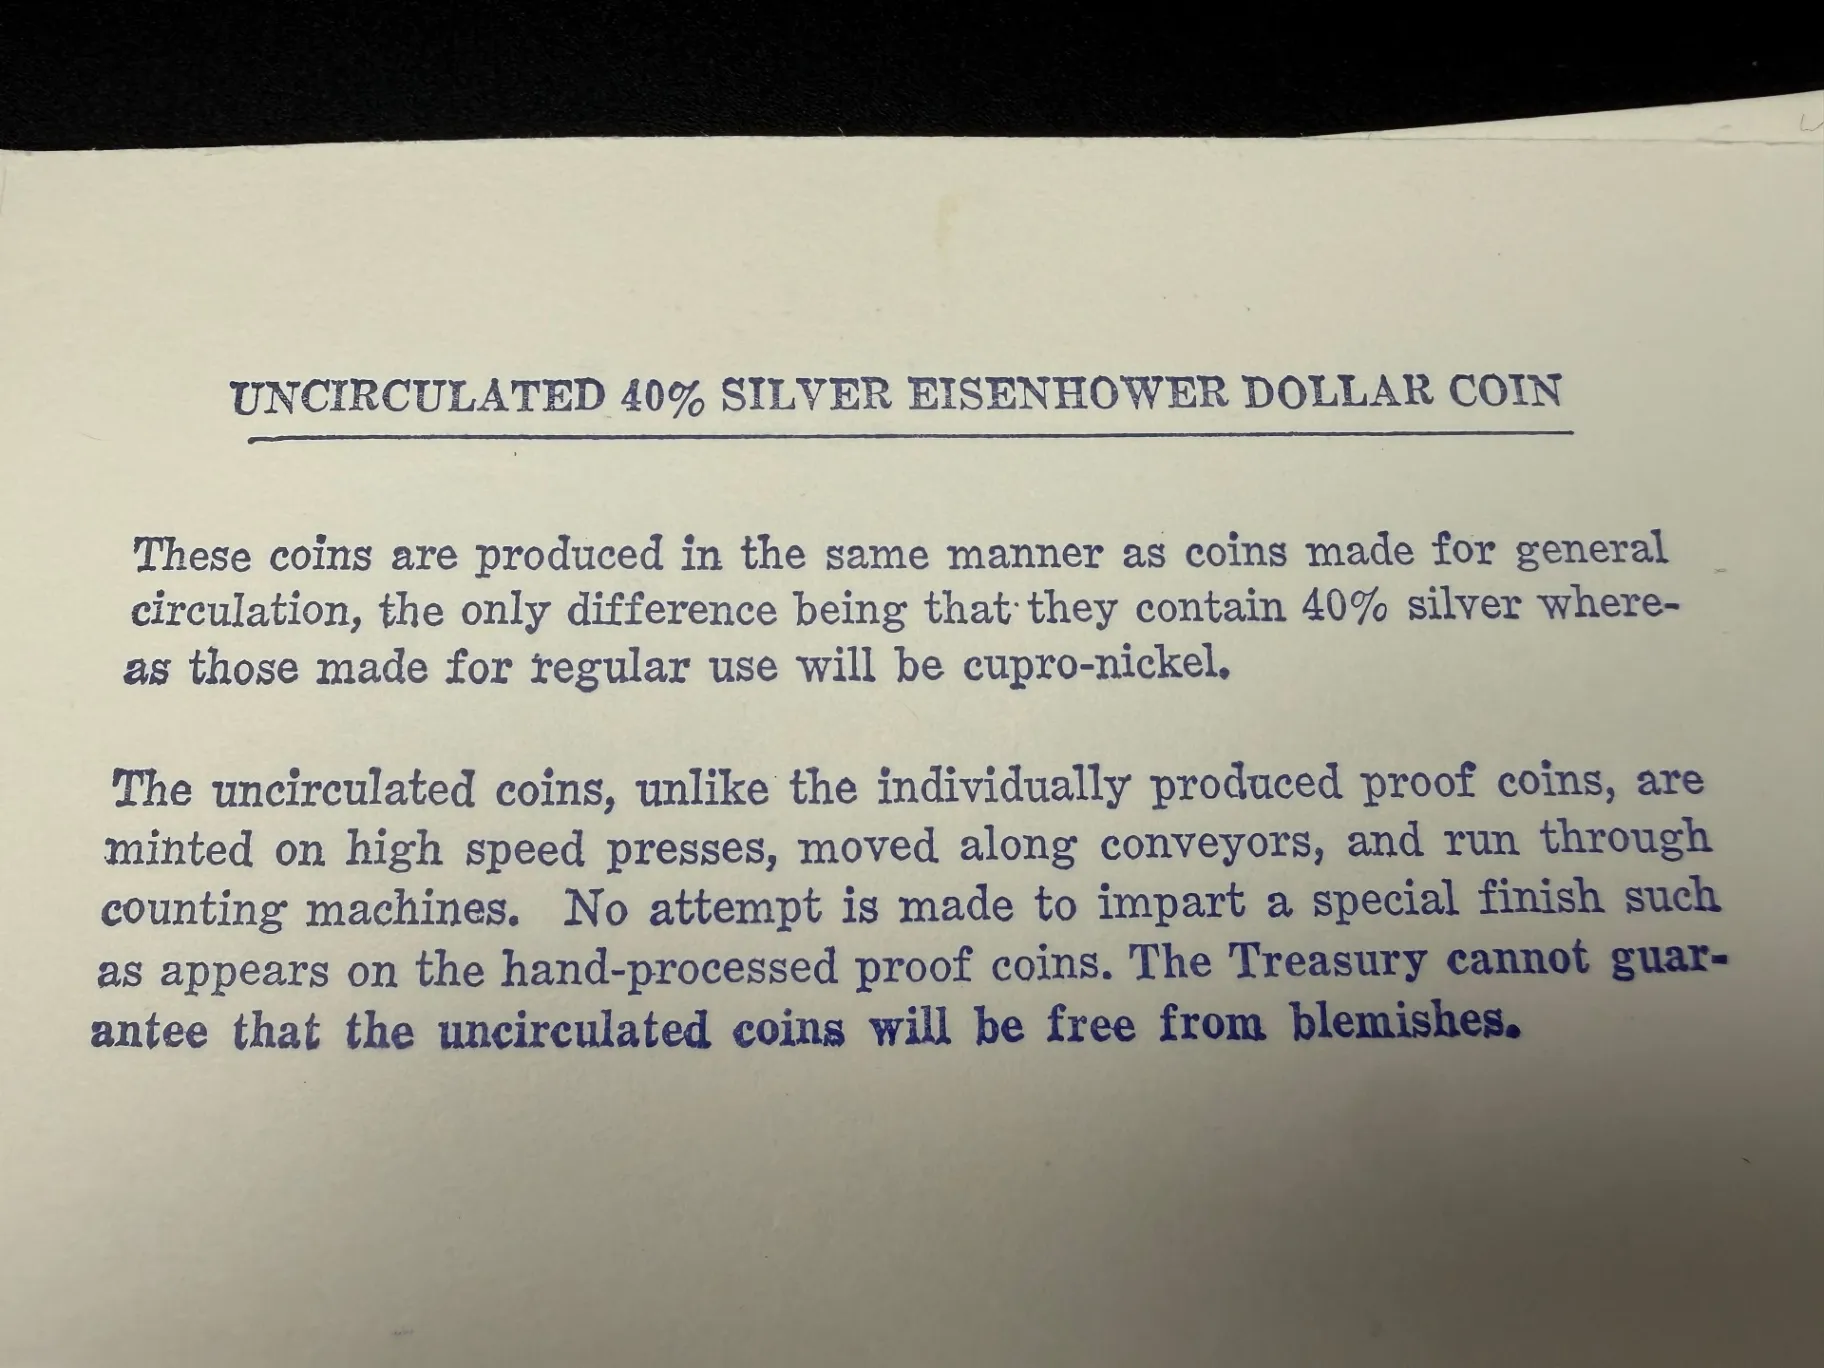 UNCIRCULATED 40% SILVER EISENHOWER DOLLAR COIN
These coins are produced in the same manner as coins made for general
circulation, the only difference being that they contain 40% silver where-
as those made for regular use will be cupro-nickel.
The uncirculated coins, unlike the individually produced proof coins, are
minted on high speed presses, moved along conveyors, and run through
counting machines. No attempt is made to impart a special finish such
as appears on the hand-processed proof coins. The Treasury cannot guar-
antee that the uncirculated coins will be free from blemishes.